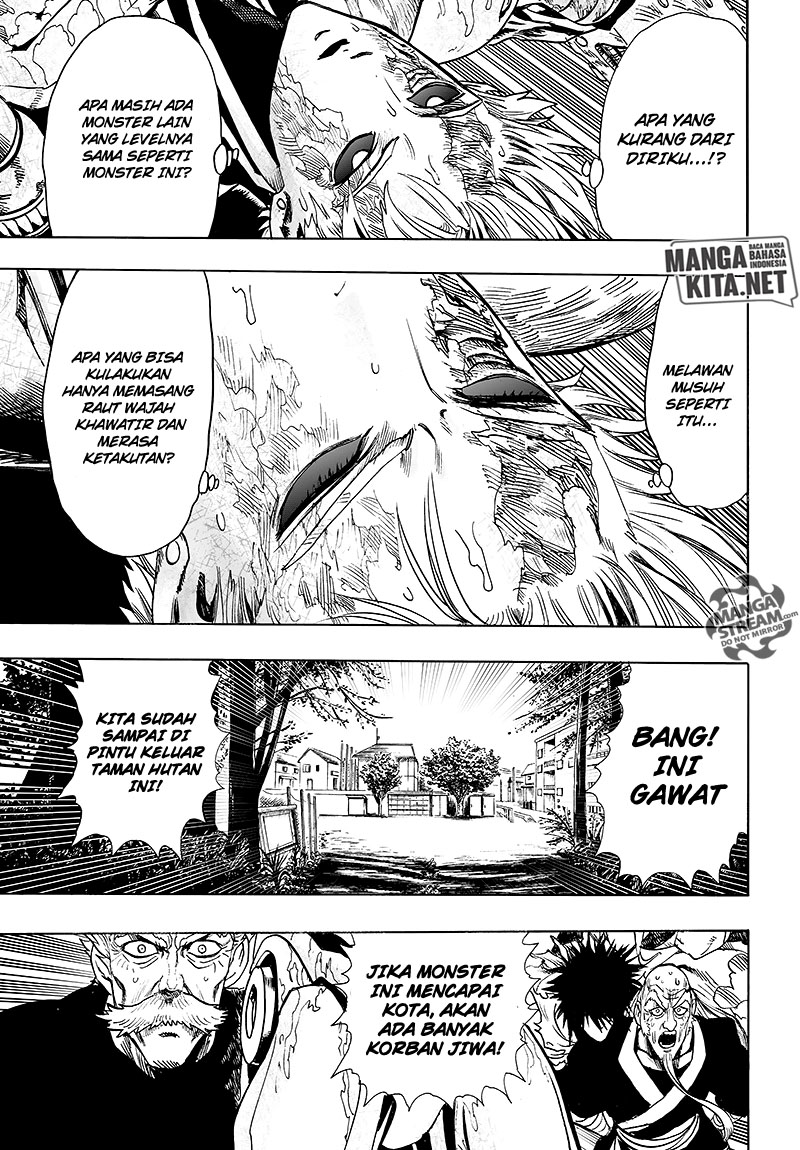 APA YANG
KURANG DARI
DIRIKU...!?
APA MASIH ADA
MONSTER LAIN
YANG LEVELNYA
SAMA SEPERTI
MONSTER INI?
MANGA
KITA.NET
BACA MANGA
BAHASA
INDONESIA
MELAWAN
MUSUH
SEPERTI
ITU...
APA YANG BISA
KULAKUKAN
HANYA MEMASANG
RAUT WAJAH
KHAWATIR DAN
MERASA
KETAKUTAN?
MANGA
STREAM.com
DO NOT MIRROR
BANG!
INI
GAWAT
KITA SUDAH
SAMPAI DI
PINTU KELUAR
TAMAN HUTAN
INI!
JIKA MONSTER
INI MENCAPAI
KOTA, AKAN
ADA BANYAK
KORBAN JIWA!